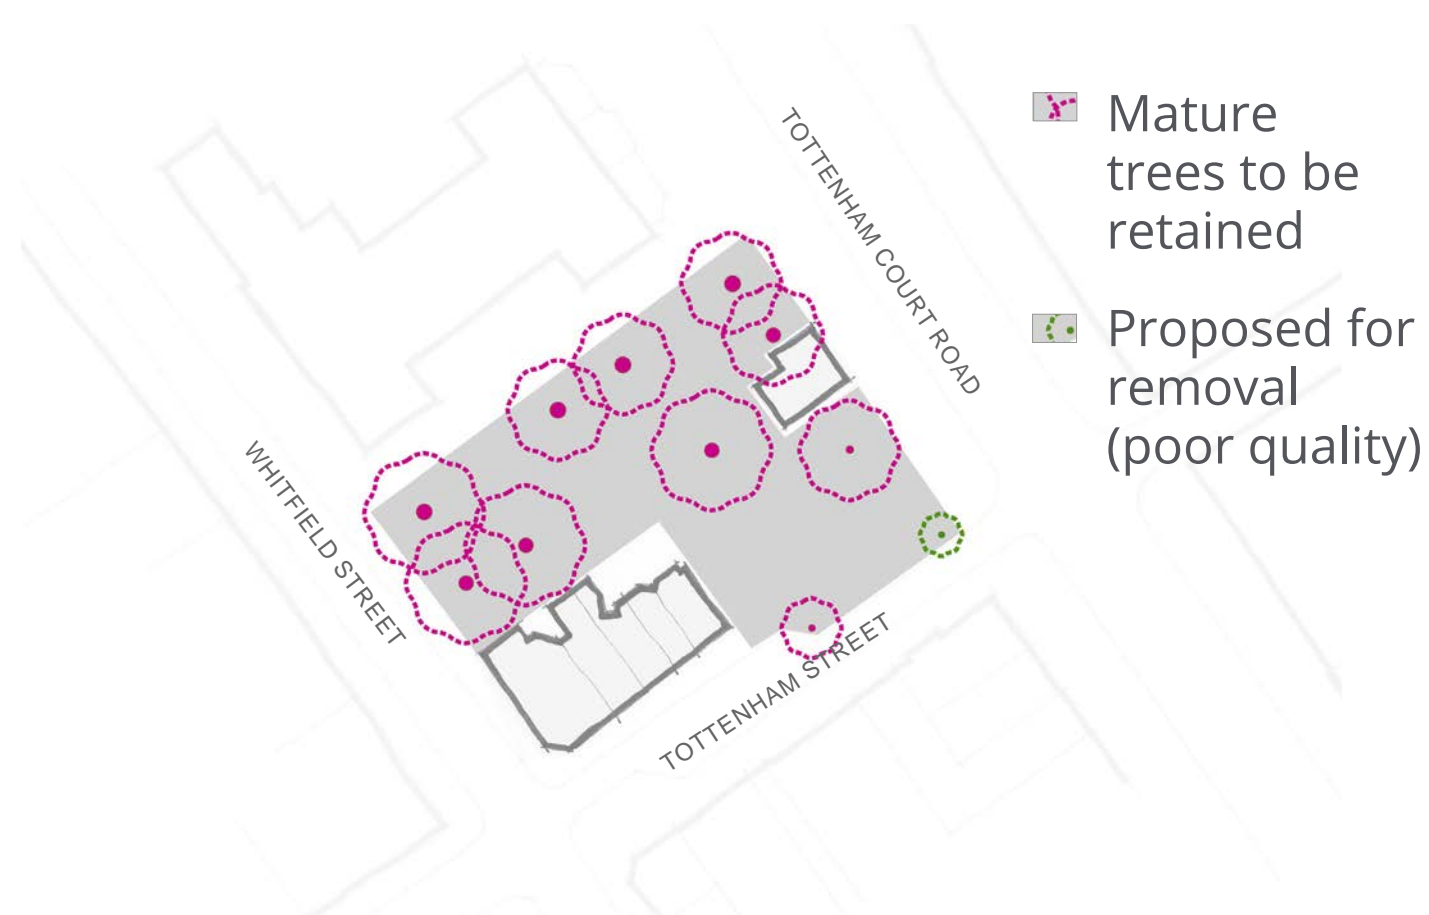 TOTTENHAM COURT ROAD
WHITFIELD STREET
TOTTENHAM STREET
Mature
trees to be
retained
Proposed for
removal
(poor quality)